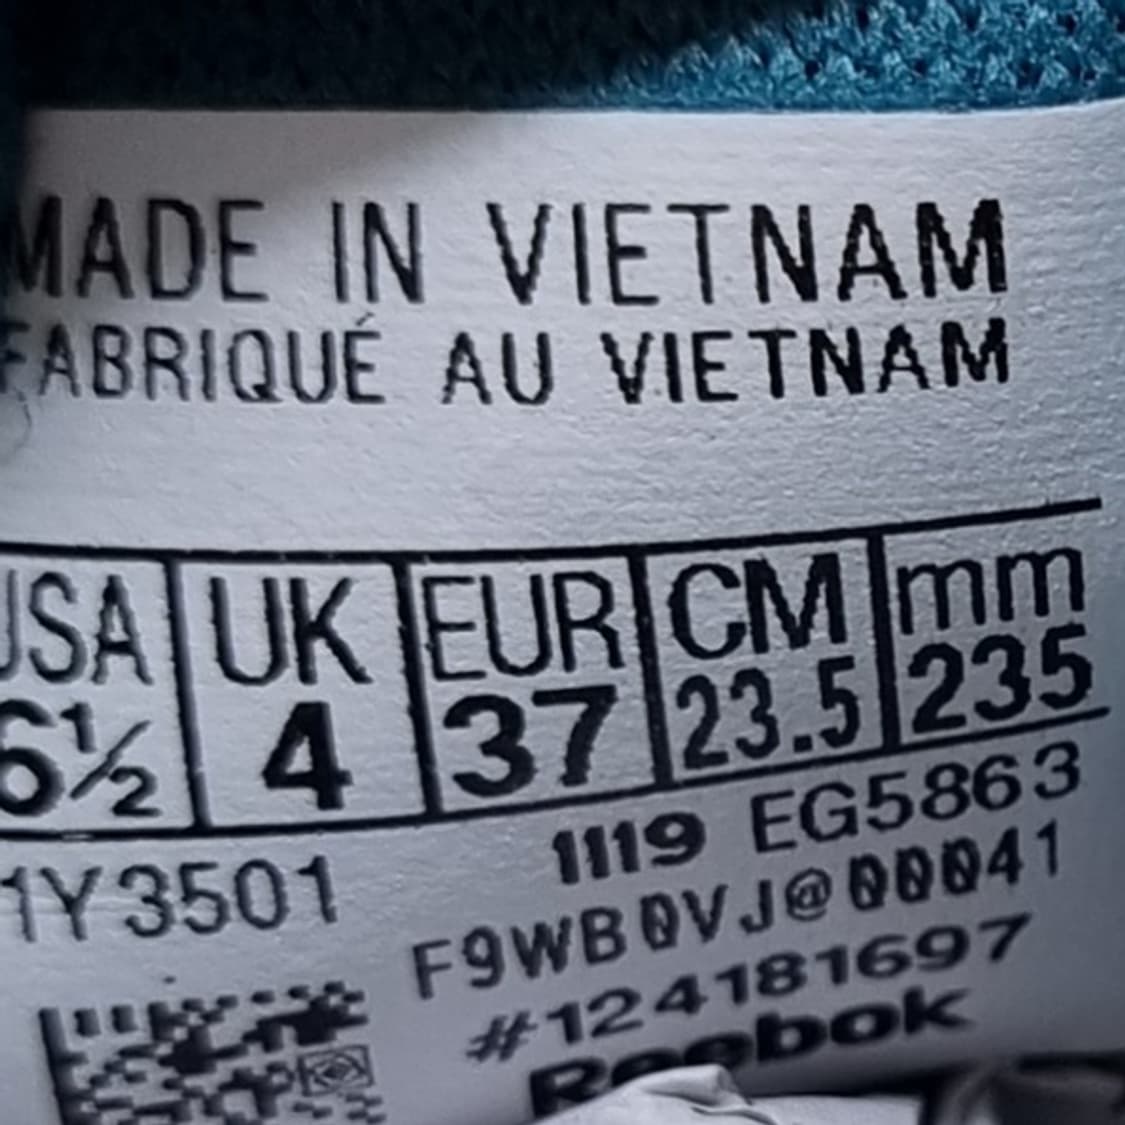 MADE IN VIETNAM
FABRIQUÉ AU VIETNAM
USA UK EUR CM mm
6½ 4 37 23.5 235
1119 EG5863
1Y3501
F9WB0VJ@00041
#124181697
Reebok